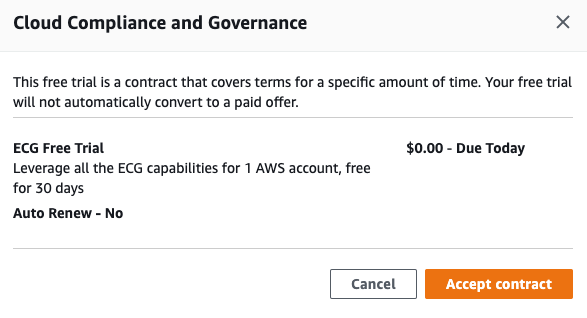 Cloud Compliance and Governance
This free trial is a contract that covers terms for a specific amount of time. Your free trial
will not automatically convert to a paid offer.
ECG Free Trial
$0.00 - Due Today
Leverage all the ECG capabilities for 1 AWS account, free
for 30 days
Auto Renew - No
Cancel
Accept contract